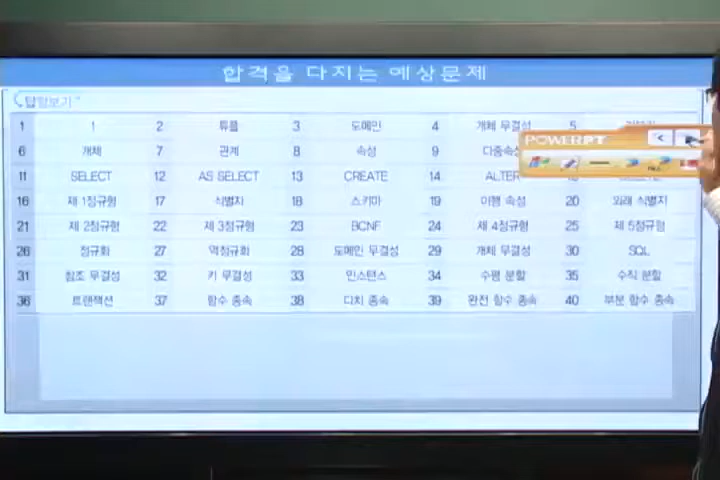 합격을 다지는 예상문제
답항보기
1 1 2 튜플 3 도메인 4 개체 무결성 5
6 개체 7 관계 8 속성 9
11 SELECT 12 AS SELECT 13 CREATE 14 ALTER
16 제 1정규형 17 식별자 18 스키마 19 이행 속성 20 외래 식별자
21 제 2정규형 22 제 3정규형 23 BCNF 24 제 4정규형 25 제 5정규형
26 정규화 27 역정규화 28 도메인 무결성 29 개체 무결성 30 SQL
31 참조 무결성 32 키 무결성 33 인스턴스 34 수평 분할 35 수직 분할
36 트랜잭션 37 함수 종속 38 다치 종속 39 완전 함수 종속 40 부분 함수 종속
POWERPT